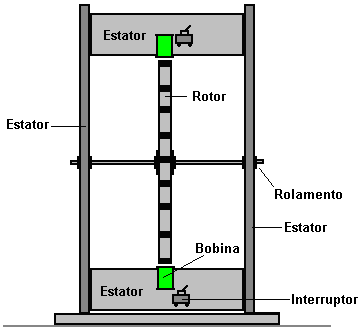 Estator
Rotor
Estator
Rolamento
Estator
Bobina
Estator
Interruptor